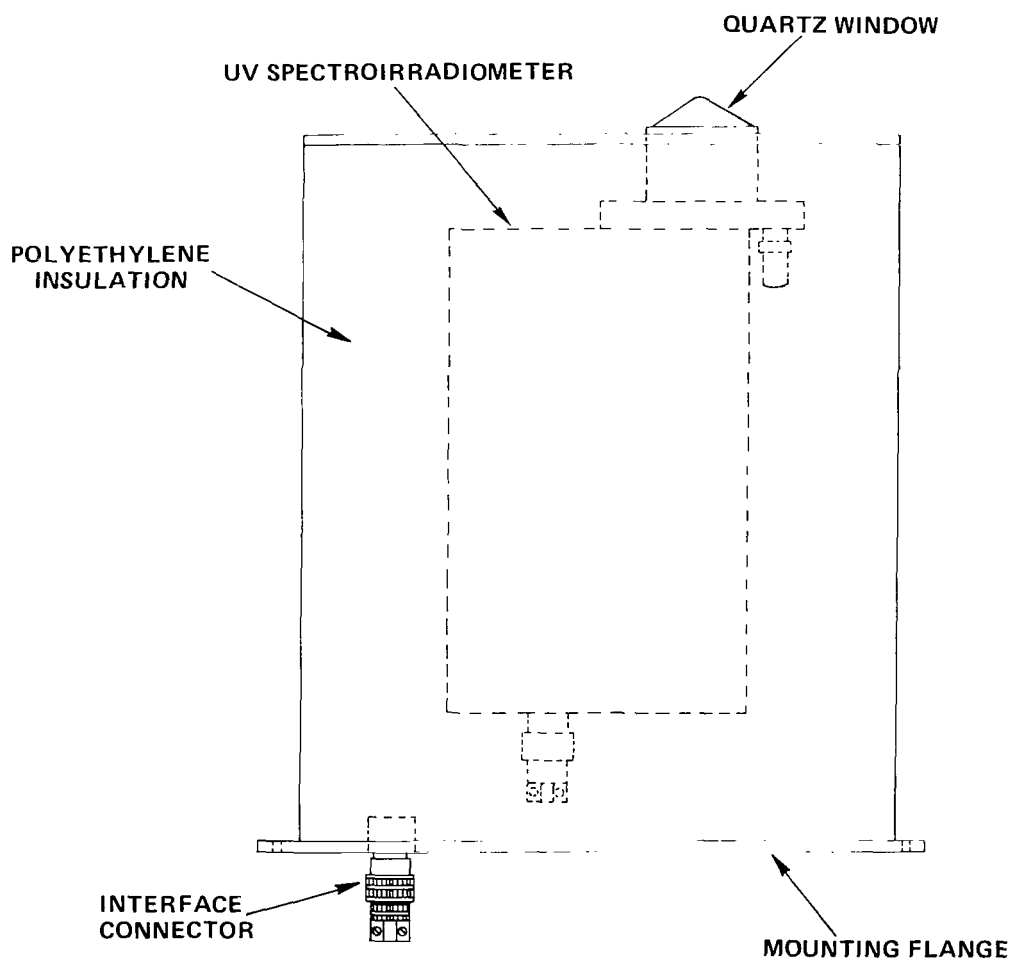 QUARTZ WINDOW
UV SPECTROIRRADIOMETER
POLYETHYLENE
INSULATION
INTERFACE
CONNECTOR
MOUNTING FLANGE